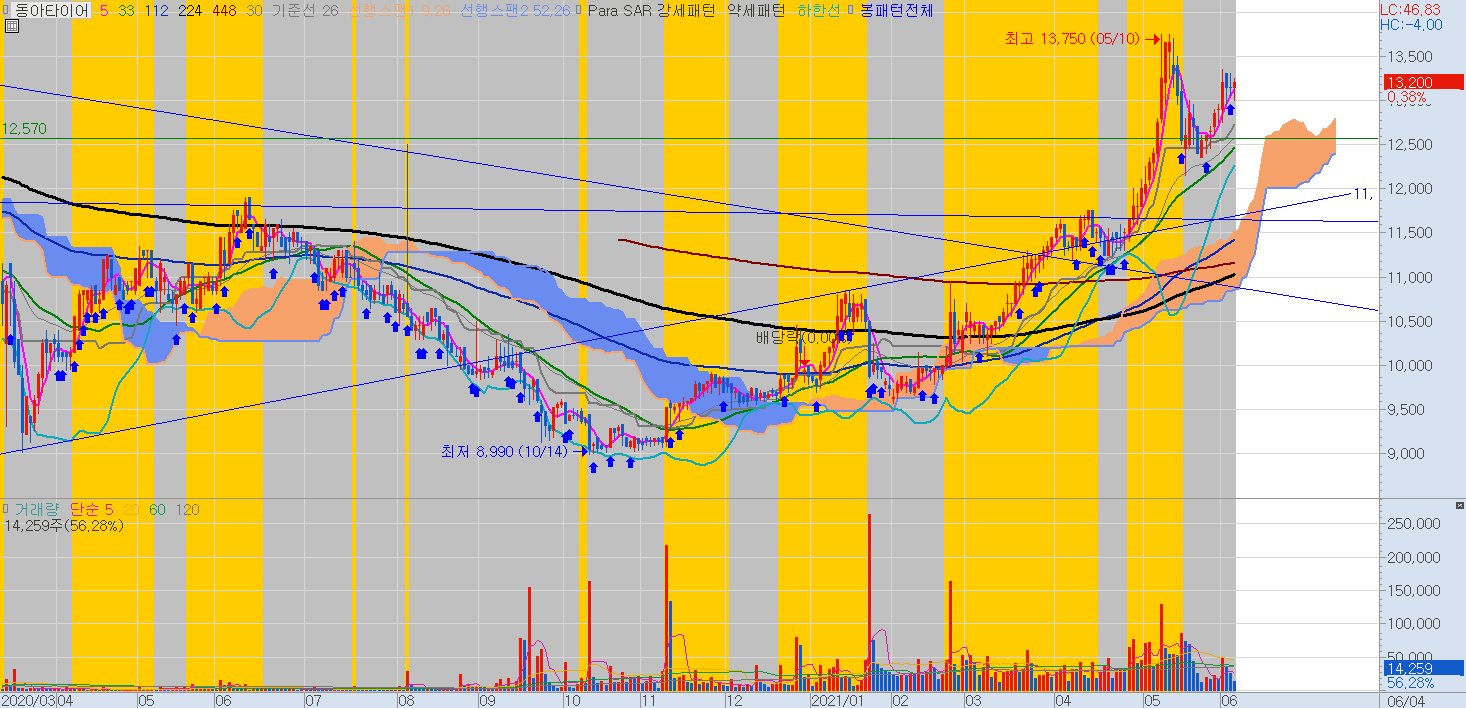 동아타이어 5 33 112 224 448 30 기준선 26 선행스팬1 9,26 선행스팬2 52,26 Para SAR 강세패턴 약세패턴 하한선 봉패턴전체
LC:46,83
HC:-4,00
최고 13,750 (05/10)
13,500
13,200
0,38%
12,570
12,500
12,000
11,
11,500
11,000
10,500
배당락
10,000
9,500
최저 8,990 (10/14)
9,000
거래량 단순 5 20 60 120
14,259주(56,28%)
250,000
200,000
150,000
100,000
50,000
14,259
56,28%
2020/03 04 05 06 07 08 09 10 11 12 2021/01 02 03 04 05 06 06/04